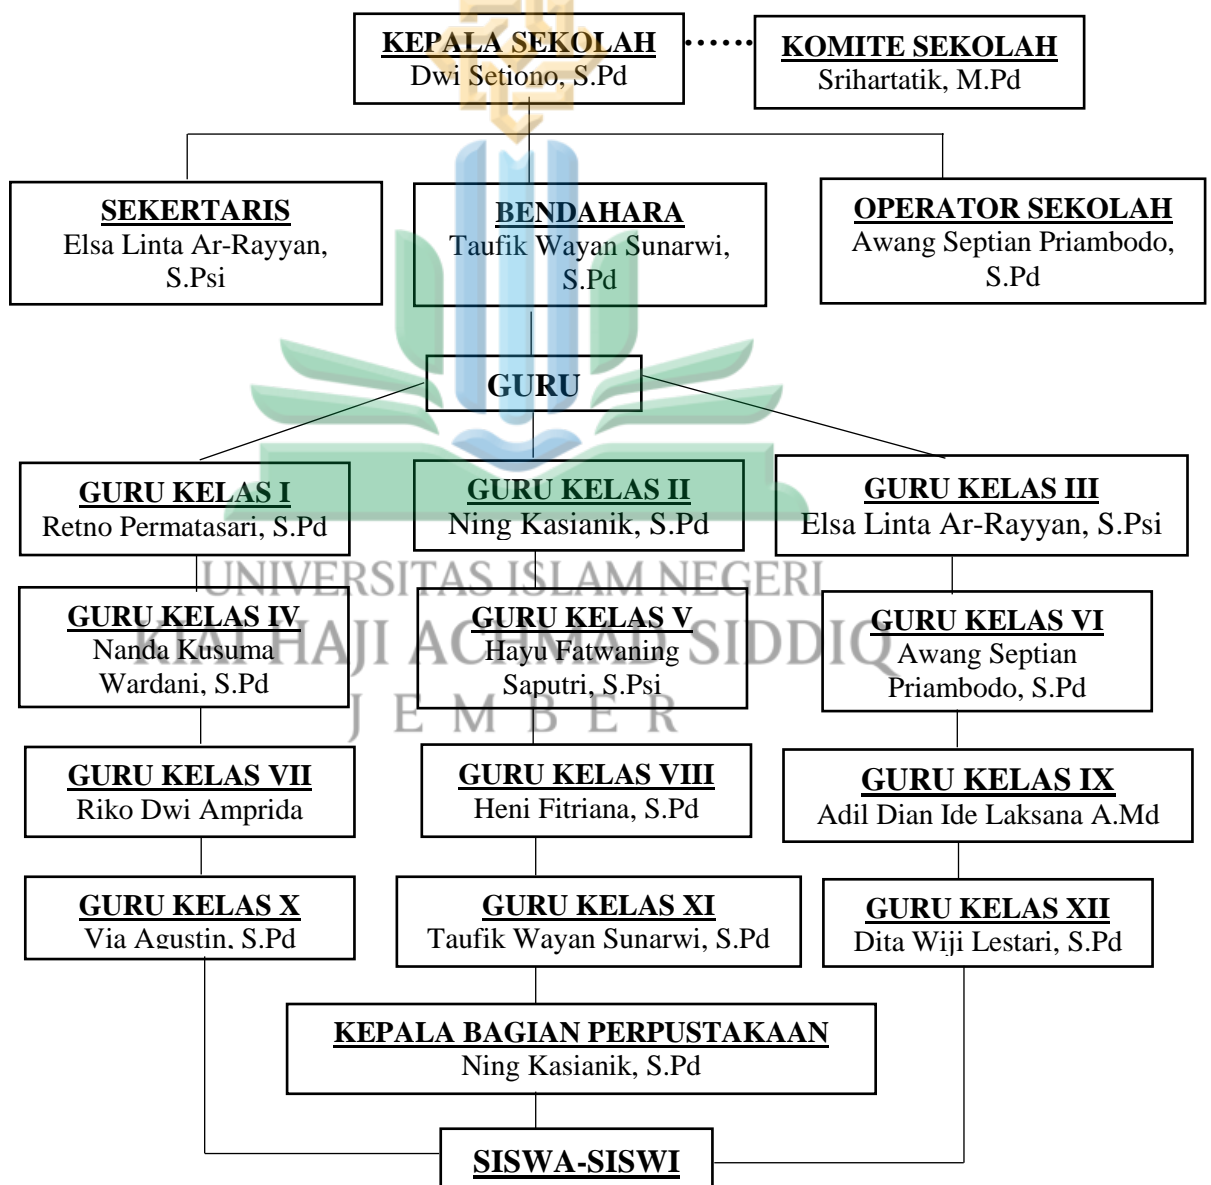 KEPALA SEKOLAH
Dwi Setiono, S.Pd
KOMITE SEKOLAH
Srihartatik, M.Pd
SEKERTARIS
Elsa Linta Ar-Rayyan,
S.Psi
BENDAHARA
Taufik Wayan Sunarwi,
S.Pd
OPERATOR SEKOLAH
Awang Septian Priambodo,
S.Pd
GURU
GURU KELAS I
Retno Permatasari, S.Pd
GURU KELAS II
Ning Kasianik, S.Pd
GURU KELAS III
Elsa Linta Ar-Rayyan, S.Psi
UNIVERSITAS ISLAM NEGERI
KIAI HAJI ACHMAD SIDDIQ
JEMBER
GURU KELAS IV
Nanda Kusuma
Wardani, S.Pd
GURU KELAS V
Hayu Fatwaning
Saputri, S.Psi
GURU KELAS VI
Awang Septian
Priambodo, S.Pd
GURU KELAS VII
Riko Dwi Amprida
GURU KELAS VIII
Heni Fitriana, S.Pd
GURU KELAS IX
Adil Dian Ide Laksana A.Md
GURU KELAS X
Via Agustin, S.Pd
GURU KELAS XI
Taufik Wayan Sunarwi, S.Pd
GURU KELAS XII
Dita Wiji Lestari, S.Pd
KEPALA BAGIAN PERPUSTAKAAN
Ning Kasianik, S.Pd
SISWA-SISWI